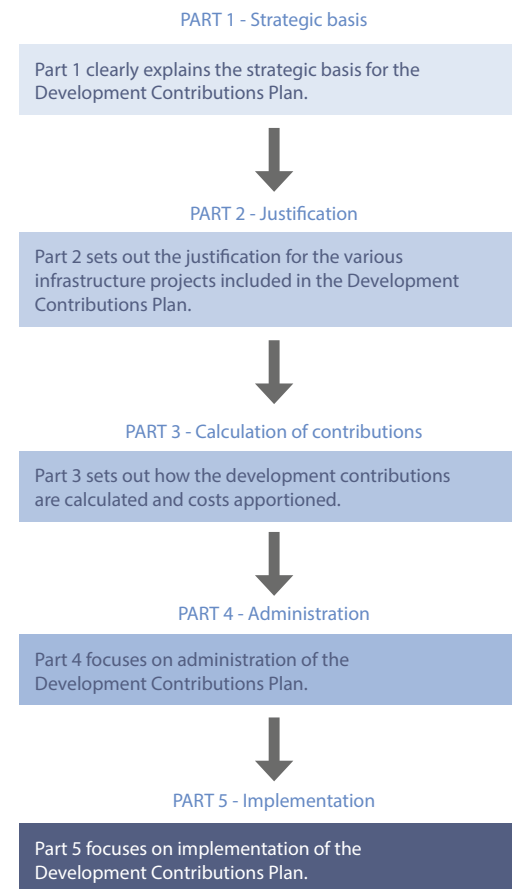 PART 1 - Strategic basis
Part 1 clearly explains the strategic basis for the
Development Contributions Plan.
PART 2 - Justification
Part 2 sets out the justification for the various
infrastructure projects included in the Development
Contributions Plan.
PART 3 - Calculation of contributions
Part 3 sets out how the development contributions
are calculated and costs apportioned.
PART 4 - Administration
Part 4 focuses on administration of the
Development Contributions Plan.
PART 5 - Implementation
Part 5 focuses on implementation of the
Development Contributions Plan.